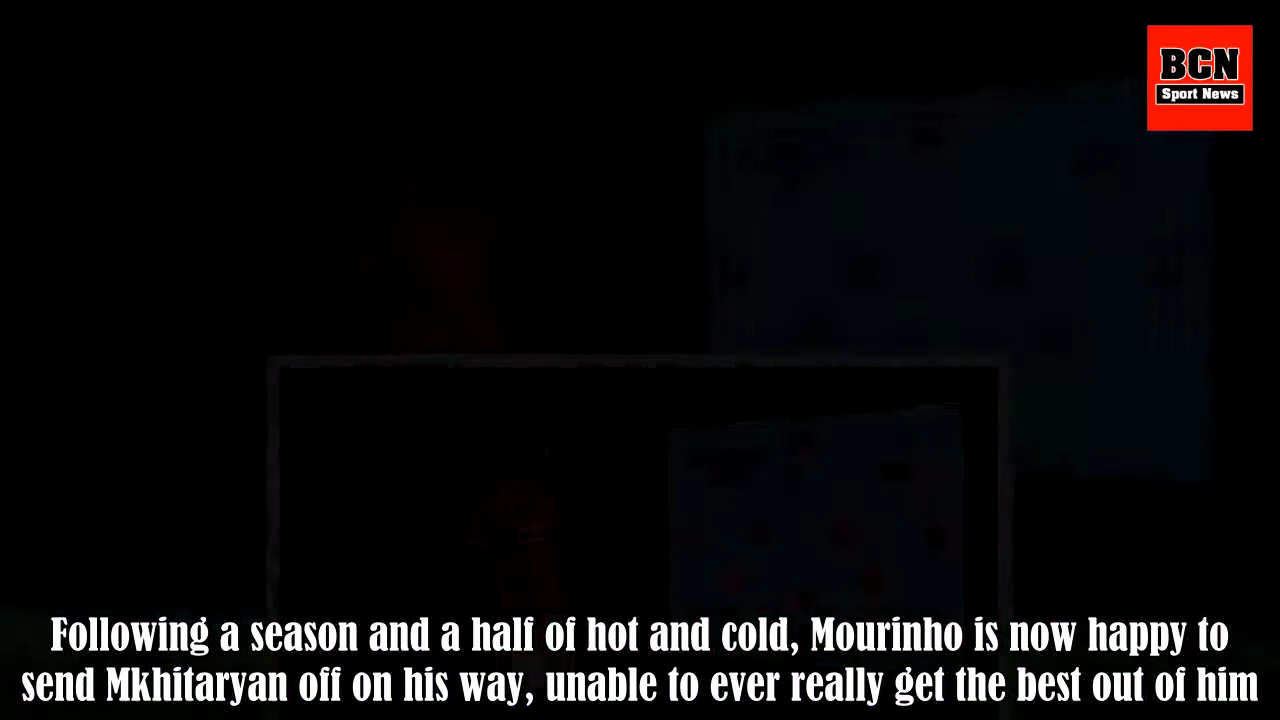 BCN
Sport News
Following a season and a half of hot and cold, Mourinho is now happy to
send Mkhitaryan off on his way, unable to ever really get the best out of him